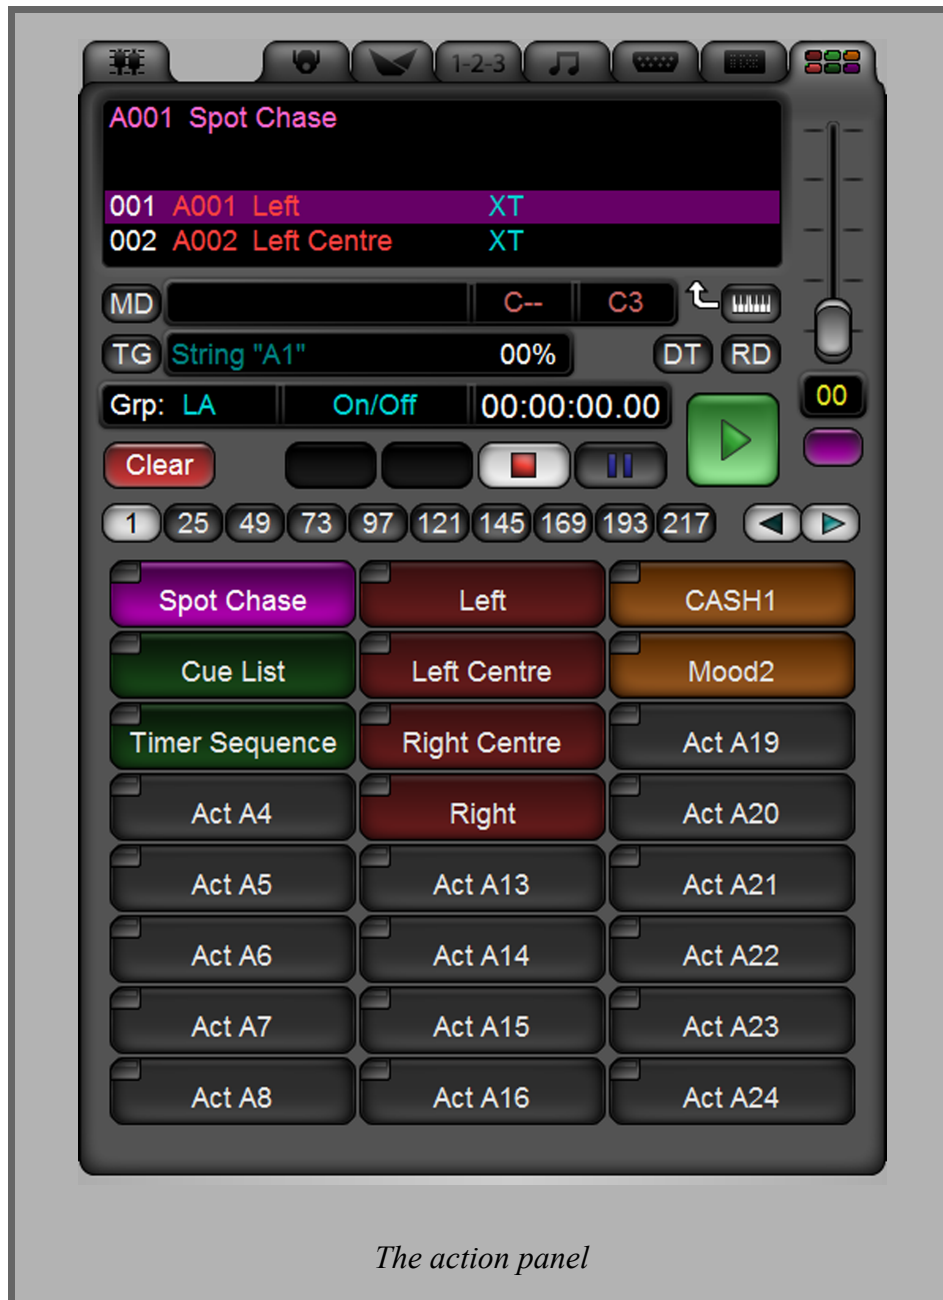 1-2-3
A001 Spot Chase
001 A001 Left XT
002 A002 Left Centre XT
MD C-- C3
TG String "A1" 00% DT RD
Grp: LA On/Off 00:00:00.00 00
Clear
1 25 49 73 97 121 145 169 193 217
Spot Chase Left CASH1
Cue List Left Centre Mood2
Timer Sequence Right Centre Act A19
Act A4 Right Act A20
Act A5 Act A13 Act A21
Act A6 Act A14 Act A22
Act A7 Act A15 Act A23
Act A8 Act A16 Act A24
The action panel